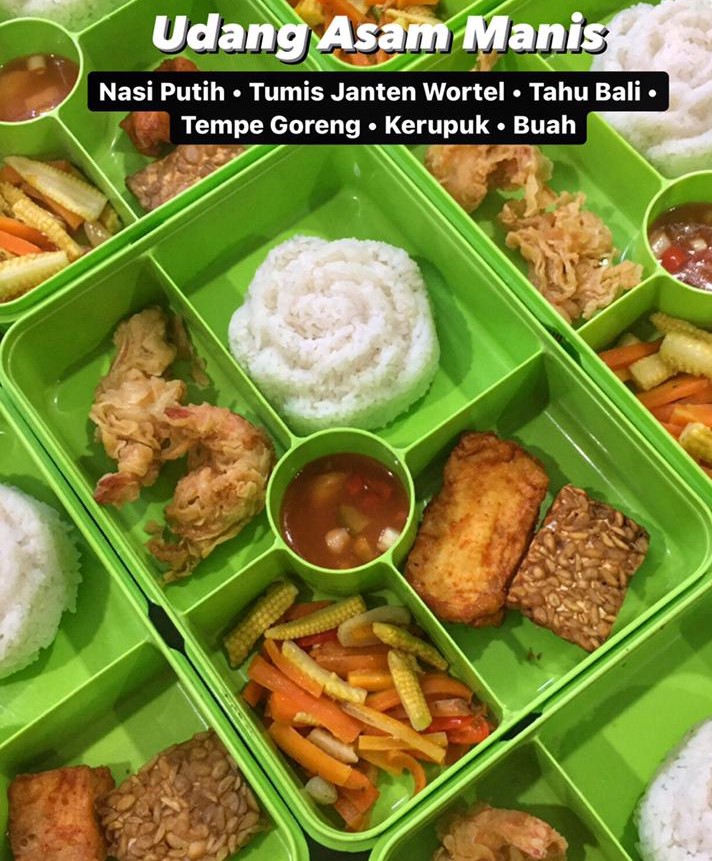 Udang Asam Manis
Nasi Putih • Tumis Janten Wortel • Tahu Bali •
Tempe Goreng • Kerupuk • Buah